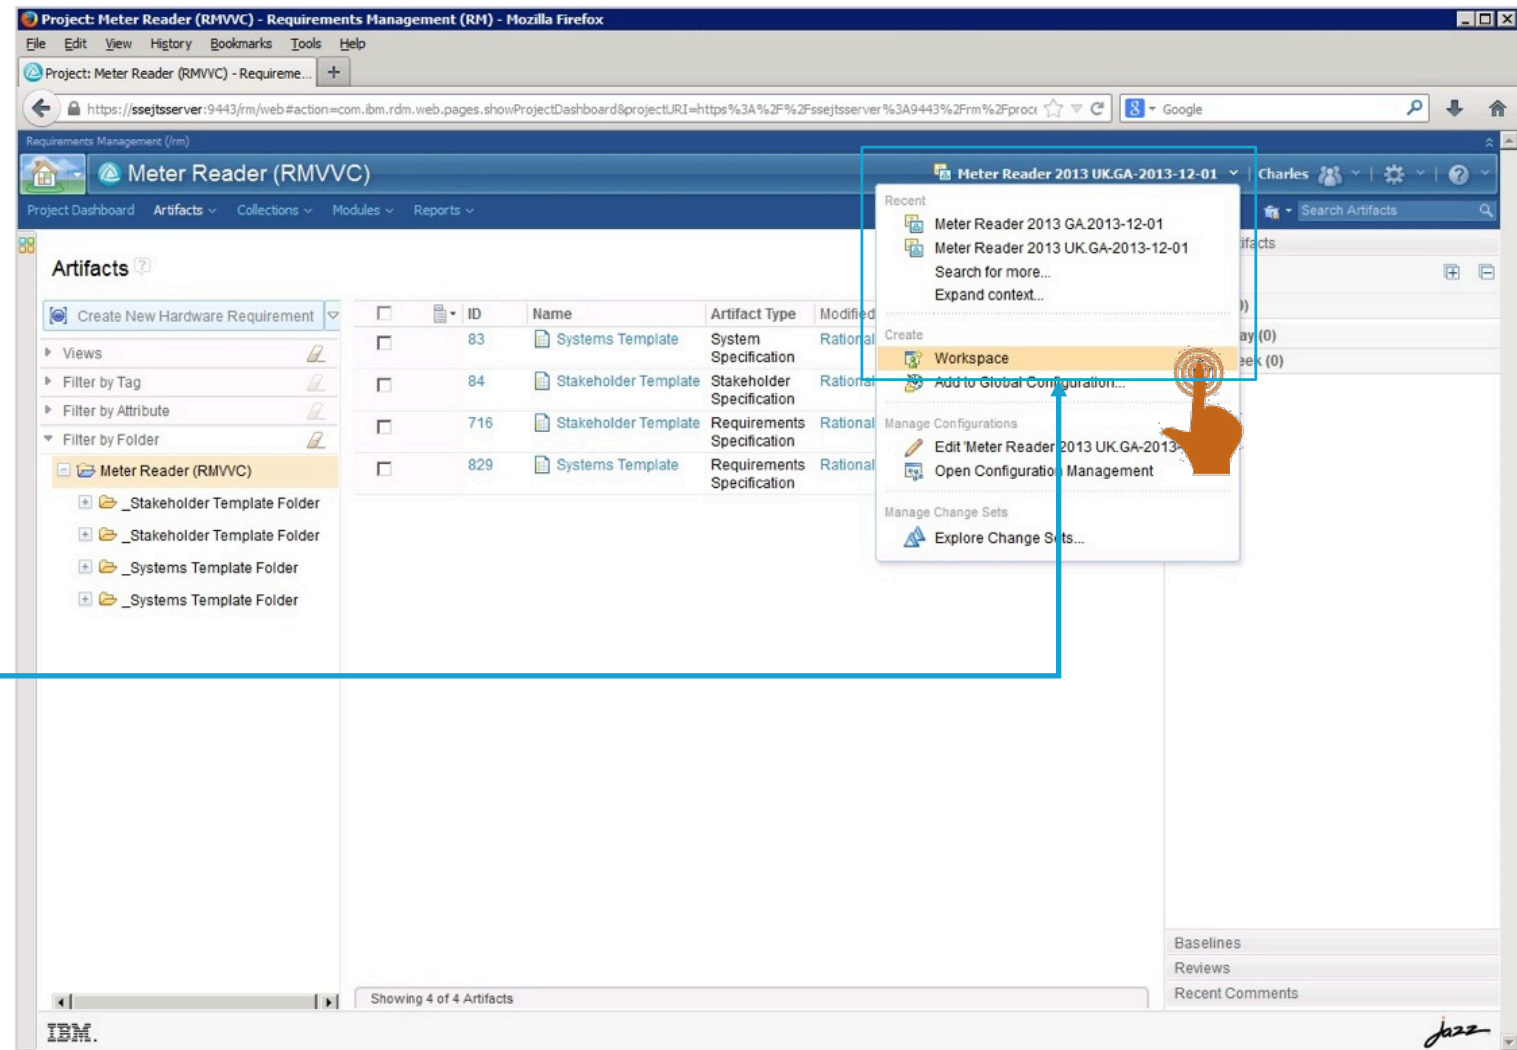 Project: Meter Reader (RMVVC) - Requirements Management (RM) - Mozilla Firefox
File Edit View History Bookmarks Tools Help
Project: Meter Reader (RMVVC) - Requireme... +
https://ssejtsserver:9443/rm/web#action=com.ibm.rdm.web.pages.showProjectDashboard&projectURI=https%3A%2F%2Fssejtsserver%3A9443%2Frm%2Fproce Google
Requirements Management (/rm)
Meter Reader (RMVVC) Meter Reader 2013 UK.GA-2013-12-01 | Charles
Project Dashboard Artifacts Collections Modules Reports Search Artifacts
Recent
Meter Reader 2013 GA.2013-12-01
Meter Reader 2013 UK.GA-2013-12-01
Search for more...
Expand context...
Create
Workspace
Add to Global Configuration...
Manage Configurations
Edit 'Meter Reader 2013 UK.GA-2013-
Open Configuration Management
Manage Change Sets
Explore Change Sets...
Artifacts ?
Create New Hardware Requirement
Views
Filter by Tag
Filter by Attribute
Filter by Folder
Meter Reader (RMVVC)
_Stakeholder Template Folder
_Stakeholder Template Folder
_Systems Template Folder
_Systems Template Folder
ID Name Artifact Type Modified
83 Systems Template System Specification Rational
84 Stakeholder Template Stakeholder Specification Rational
716 Stakeholder Template Requirements Specification Rational
829 Systems Template Requirements Specification Rational
ifacts
)
ay (0)
eek (0)
Baselines
Reviews
Recent Comments
Showing 4 of 4 Artifacts
IBM.
jazz